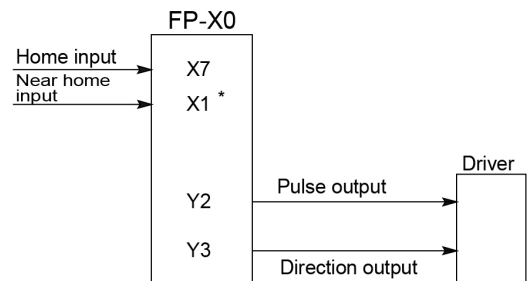 FP-X0
Home input
X7
Near home
input
X1 *
Driver
Y2
Pulse output
Y3
Direction output